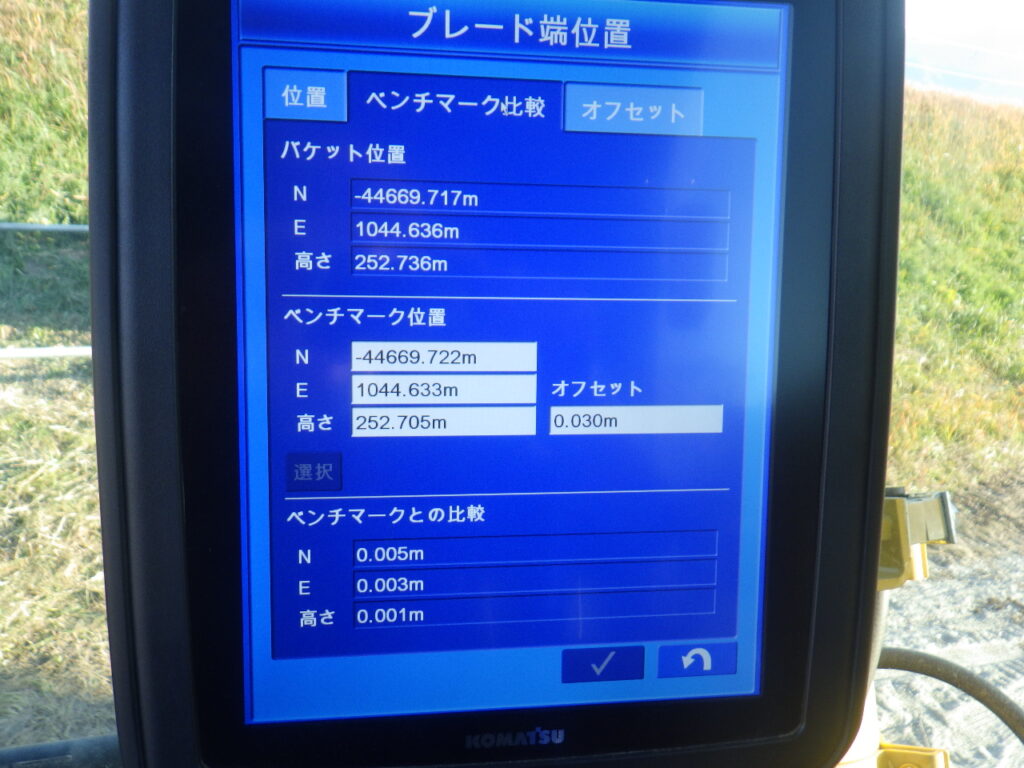 ブレード端位置
位置 ベンチマーク比較 オフセット
バケット位置
N -44669.717m
E 1044.636m
高さ 252.736m
ベンチマーク位置
N -44669.722m
E 1044.633m オフセット
高さ 252.705m 0.030m
選択
ベンチマークとの比較
N 0.005m
E 0.003m
高さ 0.001m
KOMATSU